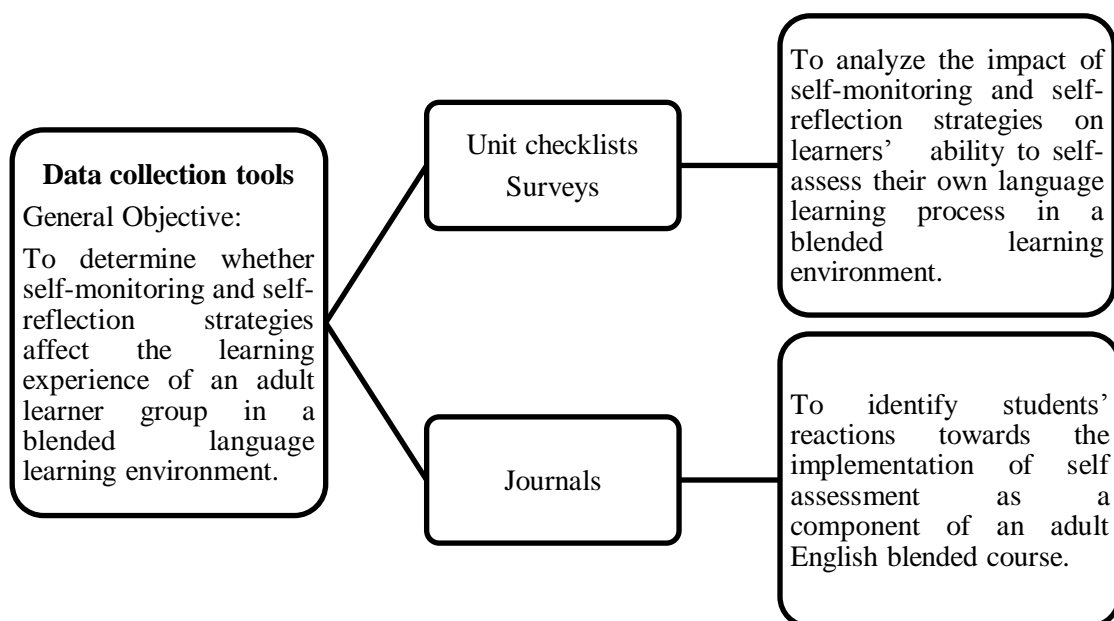 Data collection tools
General Objective:
To determine whether
self-monitoring and self-
reflection strategies
affect the learning
experience of an adult
learner group in a
blended language
learning environment.
Unit checklists
Surveys
To analyze the impact of
self-monitoring and self-
reflection strategies on
learners’ ability to self-
assess their own language
learning process in a
blended learning
environment.
Journals
To identify students’
reactions towards the
implementation of self
assessment as a
component of an adult
English blended course.